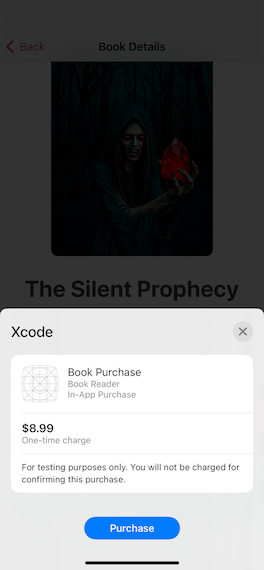 Back
Book Details
The Silent Prophecy
Xcode
Book Purchase
Book Reader
In-App Purchase
$8.99
One-time charge
For testing purposes only. You will not be charged for
confirming this purchase.
Purchase